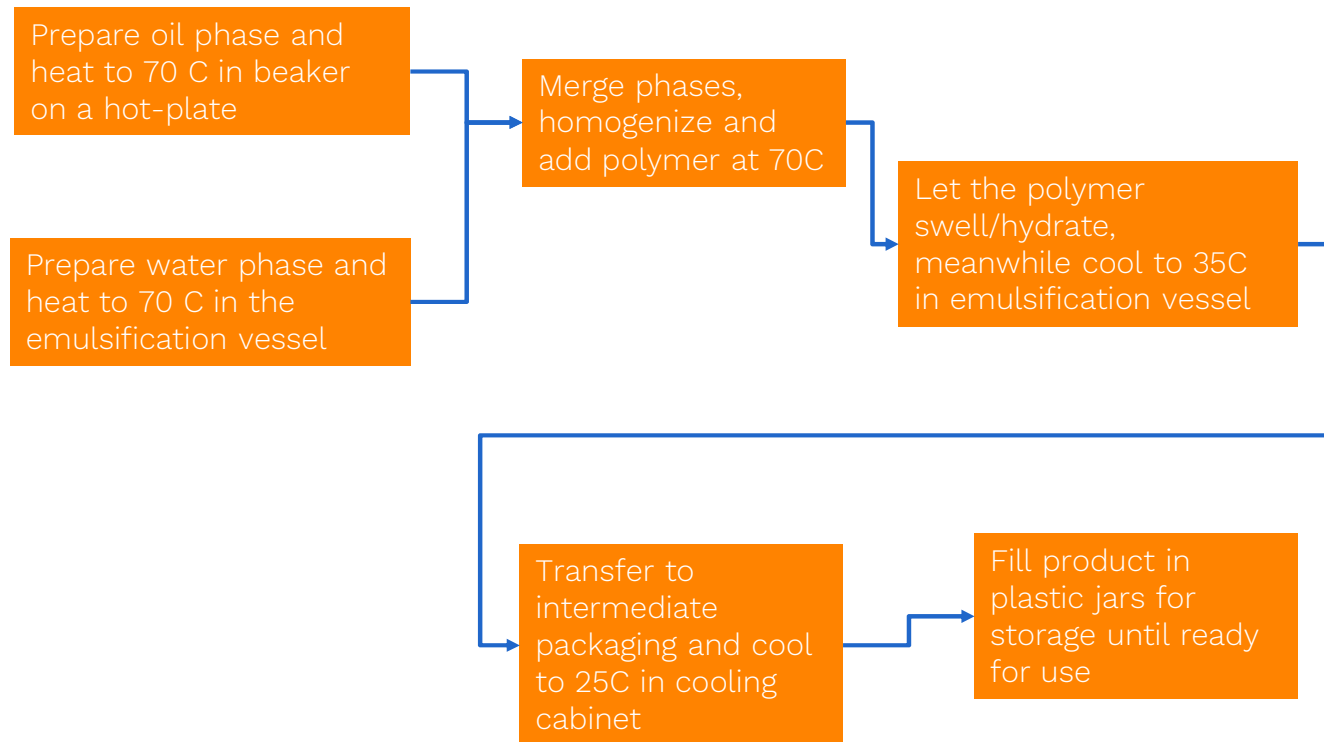 Prepare oil phase and
heat to 70 C in beaker
on a hot-plate
Prepare water phase and
heat to 70 C in the
emulsification vessel
Merge phases,
homogenize and
add polymer at 70C
Let the polymer
swell/hydrate,
meanwhile cool to 35C
in emulsification vessel
Transfer to
intermediate
packaging and cool
to 25C in cooling
cabinet
Fill product in
plastic jars for
storage until ready
for use